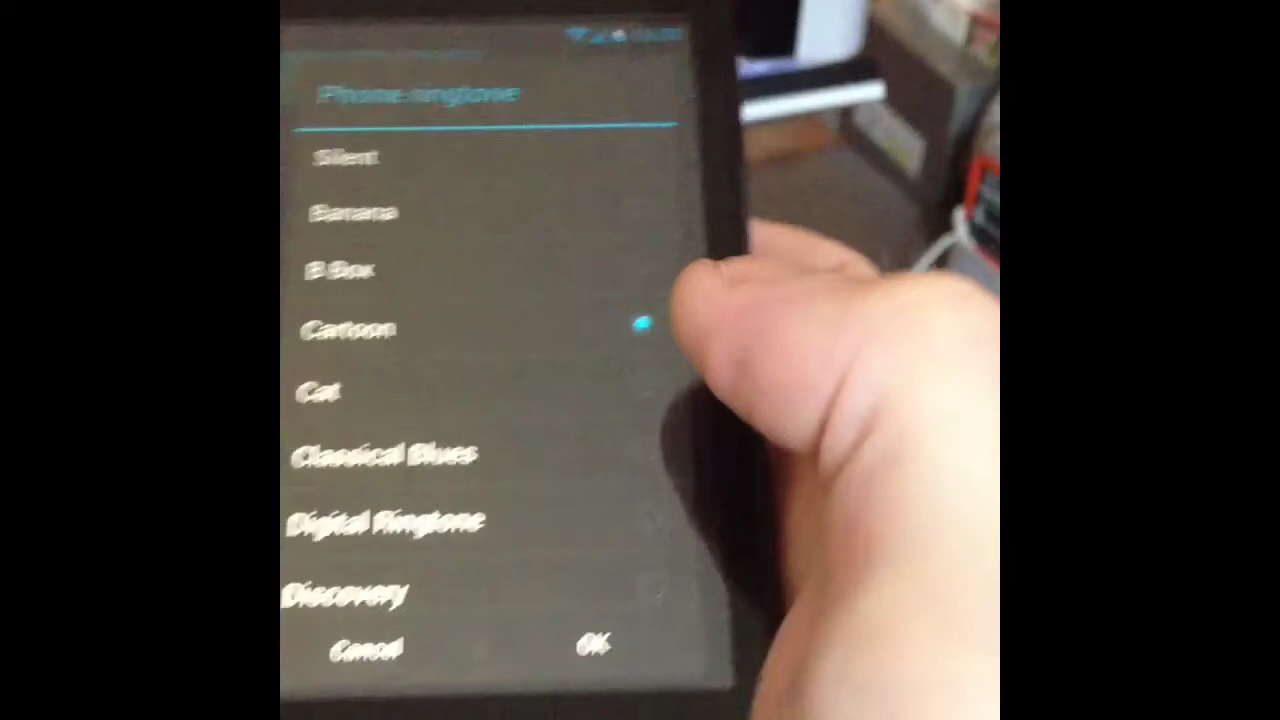 Phone ringtone
Silent
Banana
B Box
Cartoon
Cat
Classical Blues
Digital Ringtone
Discovery
Cancel
OK